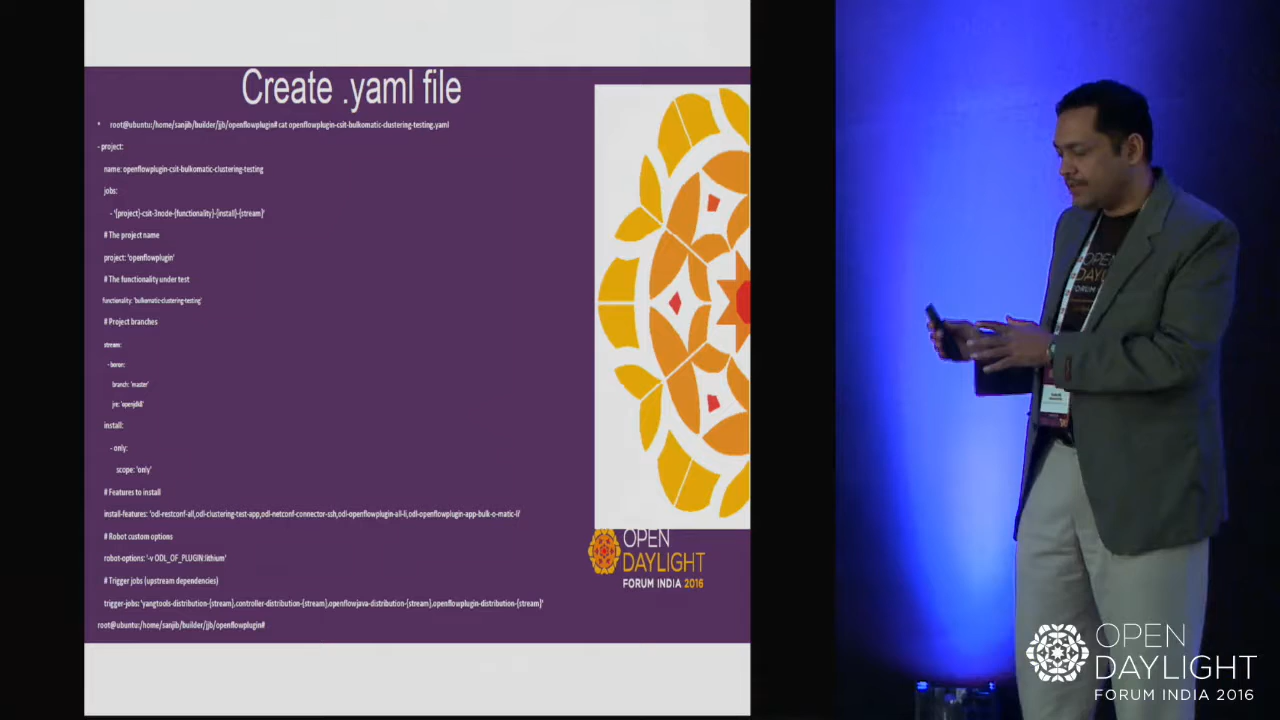 Create .yaml file
* root@ubuntu:/home/sanjib/builder/jjb/openflowplugin# cat openflowplugin-csit-bulkomatic-clustering-testing.yaml
- project:
name: openflowplugin-csit-bulkomatic-clustering-testing
jobs:
- '{project}-csit-3node-{functionality}-{install}-{stream}'
# The project name
project: 'openflowplugin'
# The functionality under test
functionality: 'bulkomatic-clustering-testing'
# Project branches
stream:
- boron:
branch: 'master'
jre: 'openjdk8'
install:
- only:
scope: 'only'
# Features to install
install-features: 'odl-restconf-all,odl-clustering-test-app,odl-netconf-connector-ssh,odl-openflowplugin-all-li,odl-openflowplugin-app-bulk-o-matic-li'
# Robot custom options
robot-options: '-v ODL_OF_PLUGIN:lithium'
# Trigger jobs (upstream dependencies)
trigger-jobs: 'yangtools-distribution-{stream},controller-distribution-{stream},openflowjava-distribution-{stream},openflowplugin-distribution-{stream}'
root@ubuntu:/home/sanjib/builder/jjb/openflowplugin#
OPEN
DAYLIGHT
FORUM INDIA 2016
OPEN
DAYL
FORUM
OPEN
DAYLIGHT
FORUM INDIA 2016